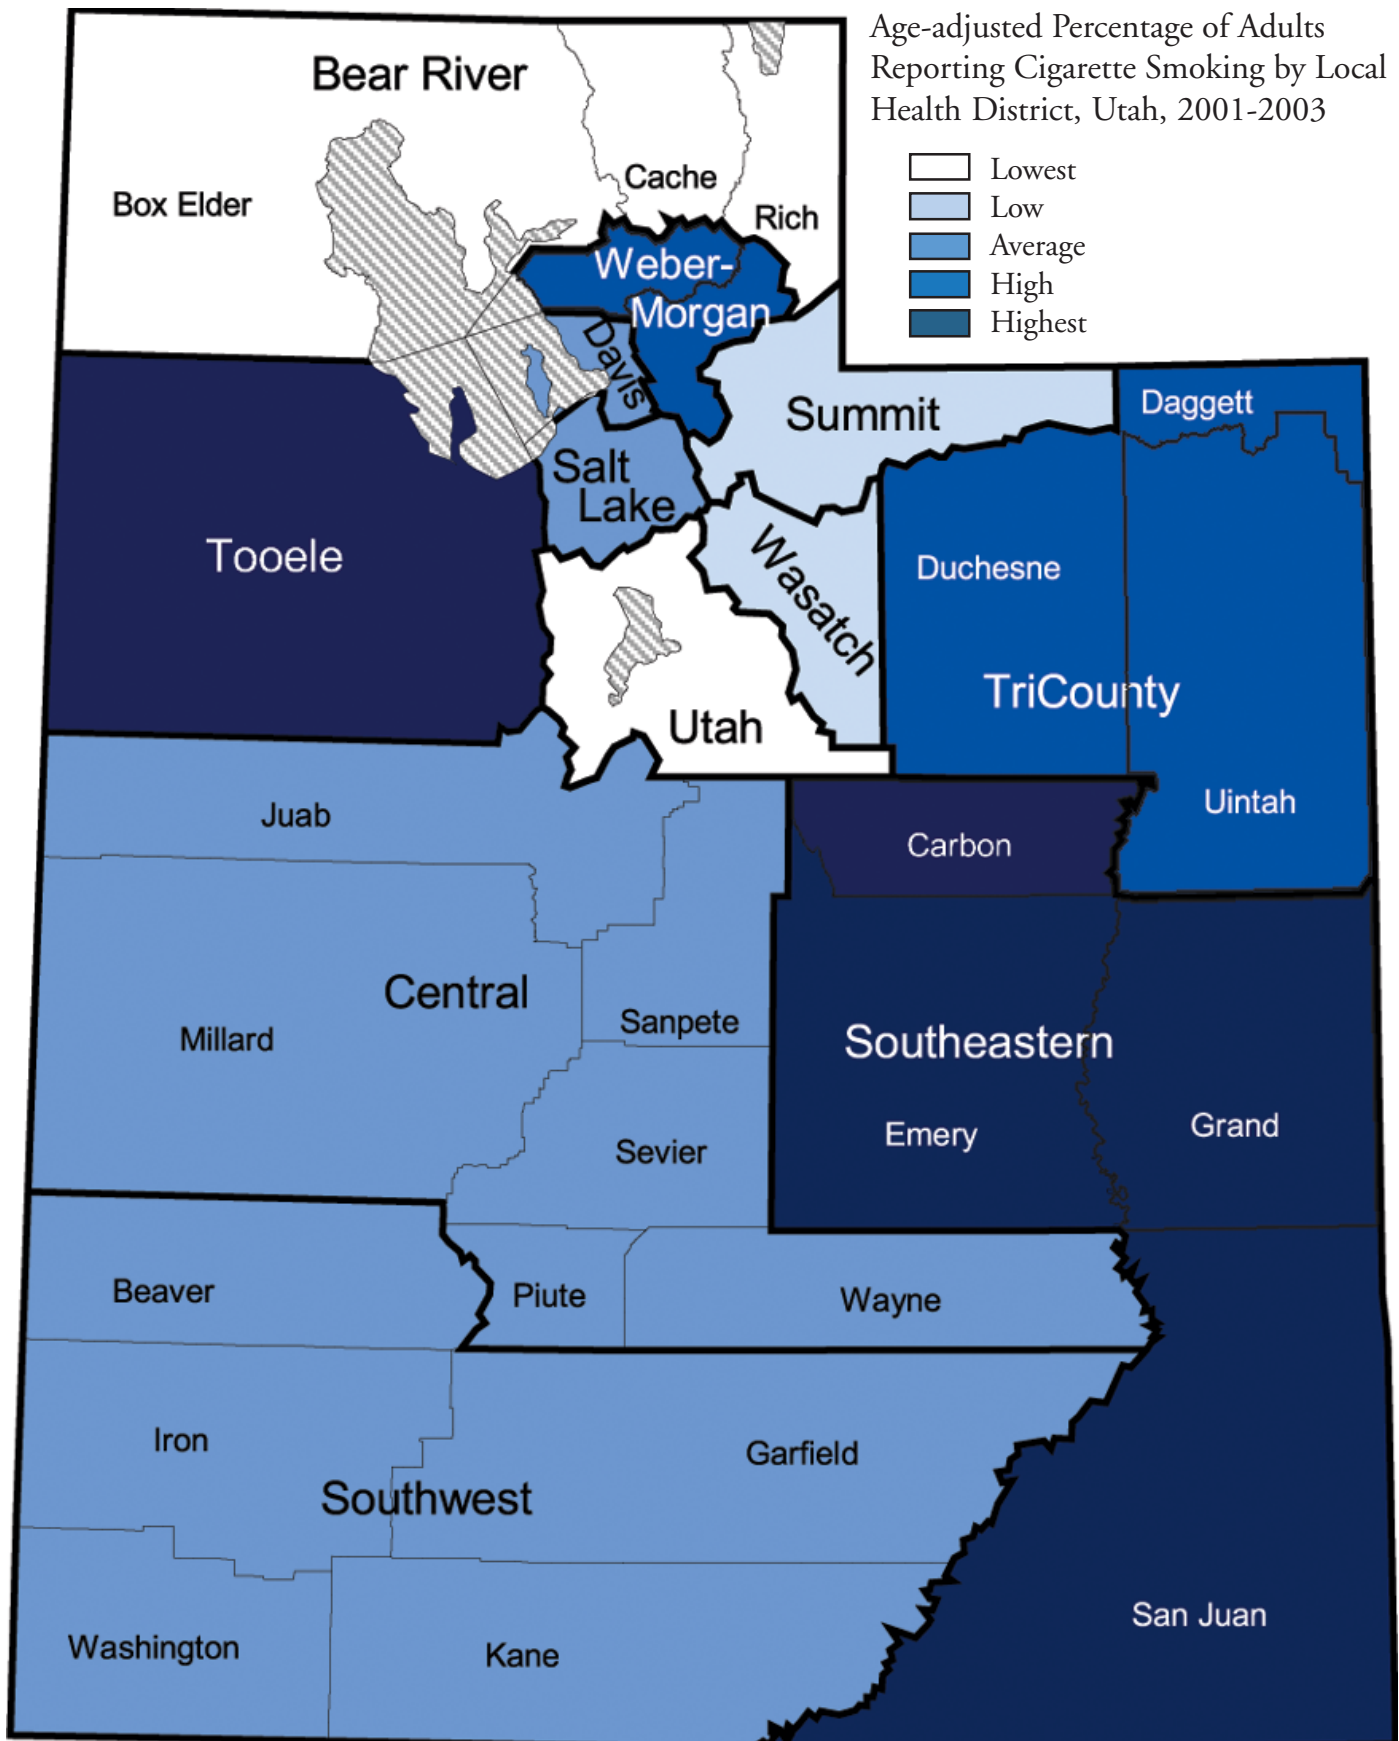 Age-adjusted Percentage of Adults
Reporting Cigarette Smoking by Local
Health District, Utah, 2001-2003
Lowest
Low
Average
High
Highest
Bear River
Cache
Box Elder
Rich
Weber-
Morgan
Davis
Daggett
Summit
Salt
Lake
Tooele
Wasatch
Duchesne
TriCounty
Utah
Uintah
Juab
Carbon
Central
Sanpete
Millard
Southeastern
Emery
Grand
Sevier
Beaver
Piute
Wayne
Iron
Garfield
Southwest
San Juan
Washington
Kane